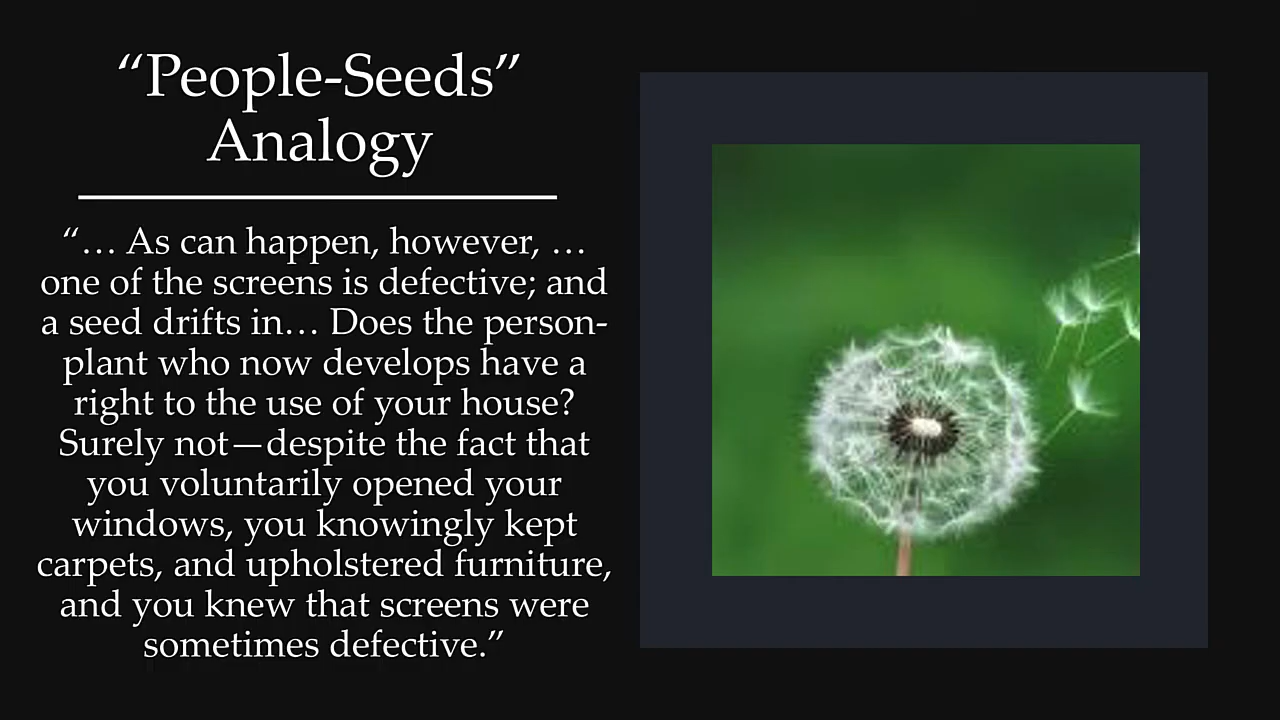 “People-Seeds”
Analogy
“… As can happen, however, …
one of the screens is defective; and
a seed drifts in… Does the person-
plant who now develops have a
right to the use of your house?
Surely not—despite the fact that
you voluntarily opened your
windows, you knowingly kept
carpets, and upholstered furniture,
and you knew that screens were
sometimes defective.”